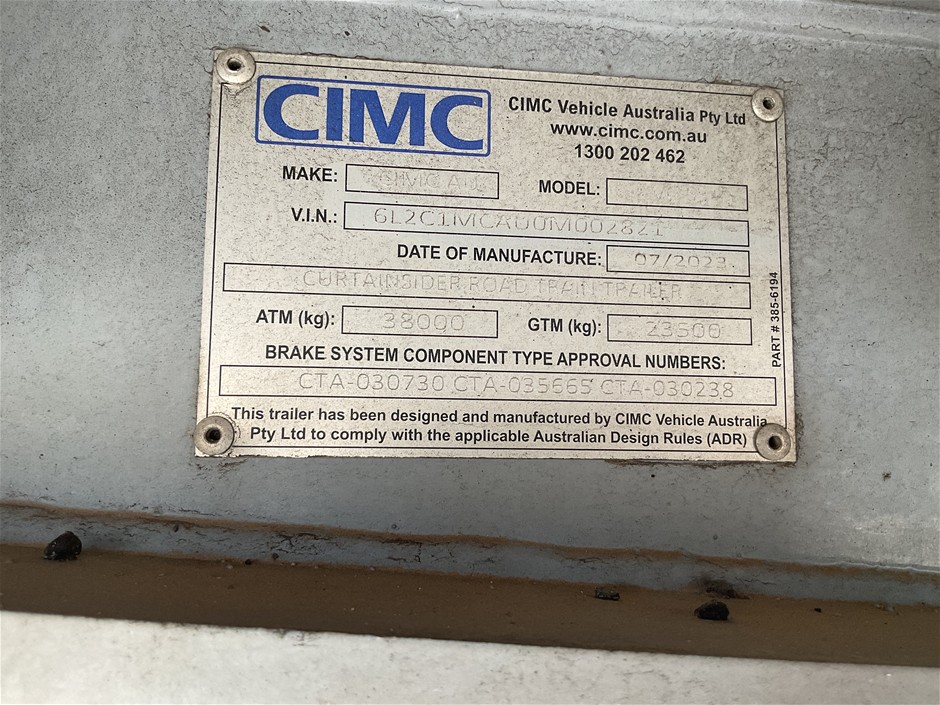 CIMC
CIMC Vehicle Australia Pty Ltd
www.cimc.com.au
1300 202 462
MAKE: CIMC AU MODEL:
V.I.N.: 6L2C1MCAU0M002821
DATE OF MANUFACTURE: 07/2023
CURTAINSIDER ROAD TRAIN TRAILER
ATM (kg): 38000 GTM (kg): 23500
BRAKE SYSTEM COMPONENT TYPE APPROVAL NUMBERS:
CTA-030730 CTA-035665 CTA-030238
This trailer has been designed and manufactured by CIMC Vehicle Australia
Pty Ltd to comply with the applicable Australian Design Rules (ADR)
PART # 385-6194